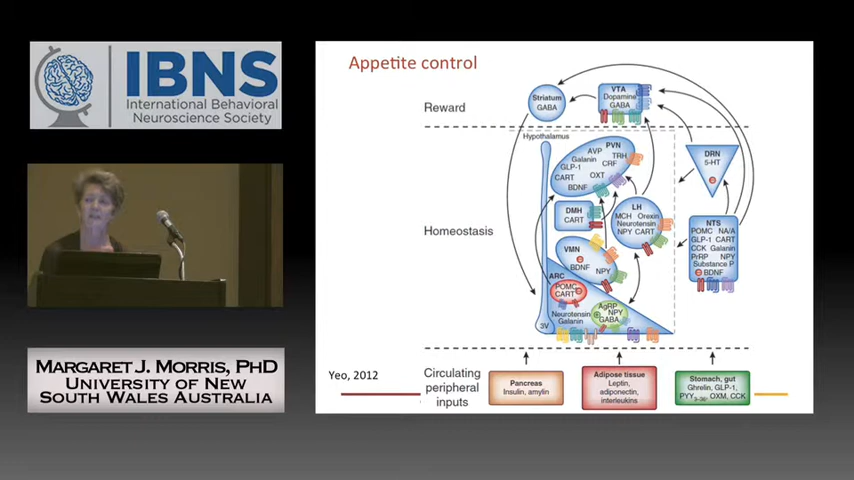 IBNS
International Behavioral
Neuroscience Society
MARGARET J. MORRIS, PHD
UNIVERSITY OF NEW
SOUTH WALES AUSTRALIA
Appetite control
Reward
Striatum
GABA
VTA
Dopamine
GABA
Hypothalamus
Homeostasis
PVN
AVP
TRH
Galanin
CRF
GLP-1
CART
OXT
BDNF
DMH
CART
LH
MCH Orexin
Neurotensin
NPY CART
VMN
BDNF
NPY
ARC
POMC
CART
AgRP
NPY
GABA
Neurotensin
Galanin
3V
DRN
5-HT
NTS
POMC NA/A
GLP-1 CART
CCK Galanin
PrRP NPY
Substance P
BDNF
Yeo, 2012
Circulating
peripheral
inputs
Pancreas
Insulin, amylin
Adipose tissue
Leptin,
adiponectin,
interleukins
Stomach, gut
Ghrelin, GLP-1,
PYY3-36, OXM, CCK